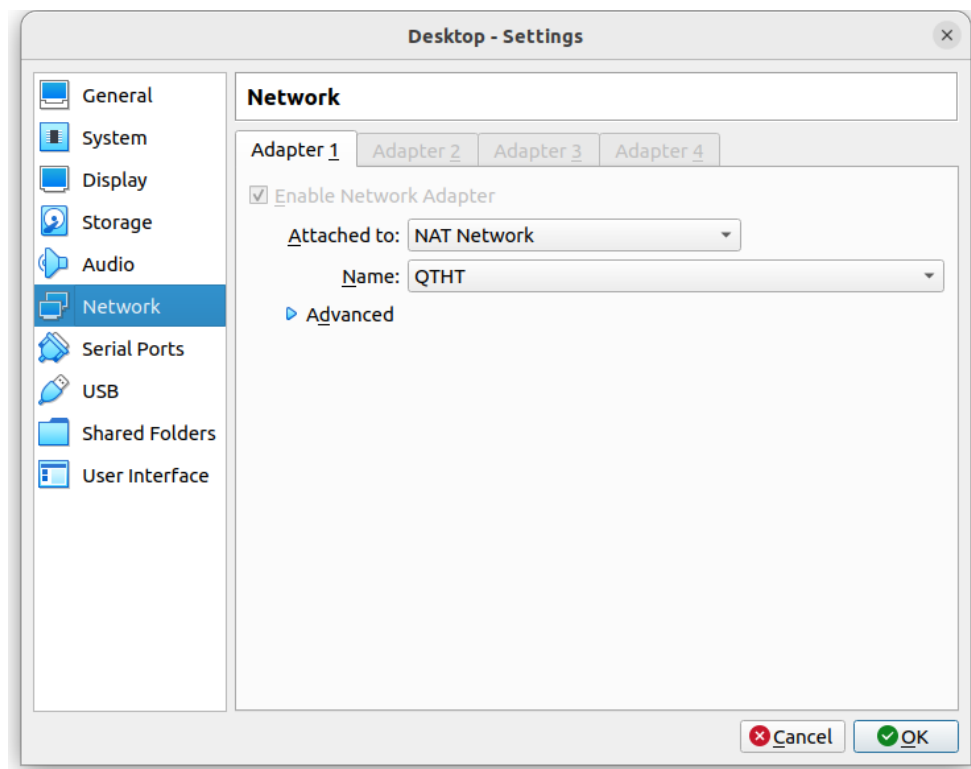 Desktop - Settings
General
System
Display
Storage
Audio
Network
Serial Ports
USB
Shared Folders
User Interface
Network
Adapter 1 Adapter 2 Adapter 3 Adapter 4
Enable Network Adapter
Attached to: NAT Network
Name: QTHT
Advanced
Cancel OK